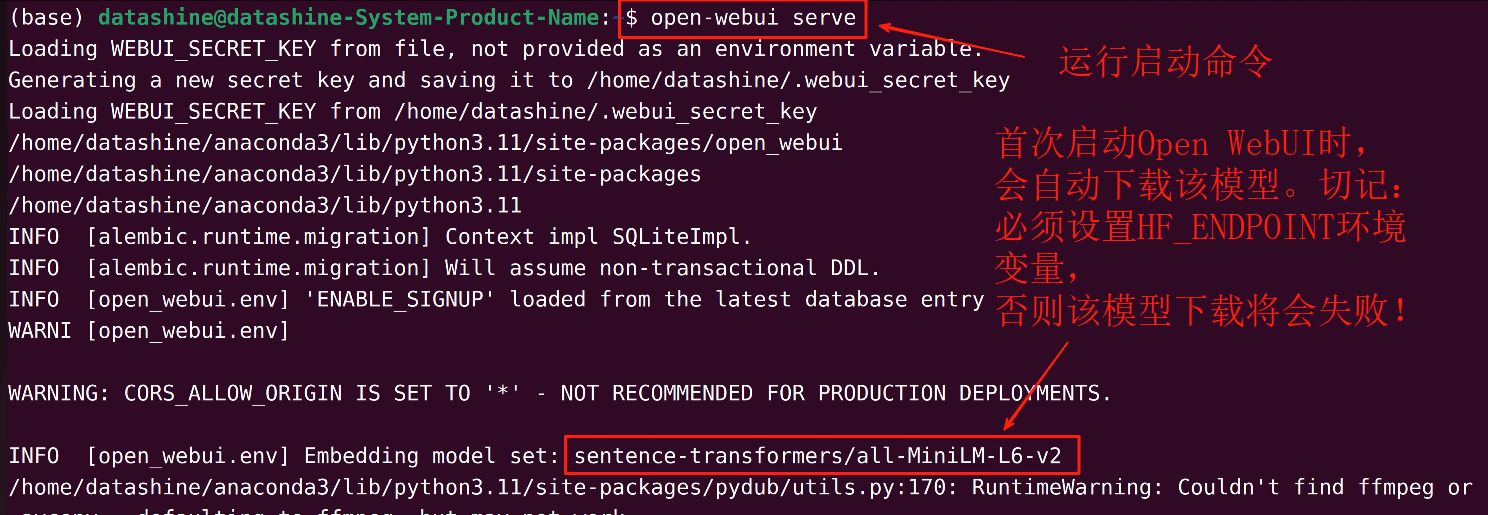 (base) datashine@datashine-System-Product-Name:~$ open-webui serve
运行启动命令
Loading WEBUI_SECRET_KEY from file, not provided as an environment variable.
Generating a new secret key and saving it to /home/datashine/.webui_secret_key
Loading WEBUI_SECRET_KEY from /home/datashine/.webui_secret_key
/home/datashine/anaconda3/lib/python3.11/site-packages/open_webui
/home/datashine/anaconda3/lib/python3.11/site-packages
/home/datashine/anaconda3/lib/python3.11
INFO  [alembic.runtime.migration] Context impl SQLiteImpl.
INFO  [alembic.runtime.migration] Will assume non-transactional DDL.
INFO  [open_webui.env] 'ENABLE_SIGNUP' loaded from the latest database entry
WARNI [open_webui.env]
首次启动Open WebUI时，
会自动下载该模型。切记：
必须设置HF_ENDPOINT环境
变量，
否则该模型下载将会失败！
WARNING: CORS_ALLOW_ORIGIN IS SET TO '*' - NOT RECOMMENDED FOR PRODUCTION DEPLOYMENTS.
INFO  [open_webui.env] Embedding model set: sentence-transformers/all-MiniLM-L6-v2
/home/datashine/anaconda3/lib/python3.11/site-packages/pydub/utils.py:170: RuntimeWarning: Couldn't find ffmpeg or